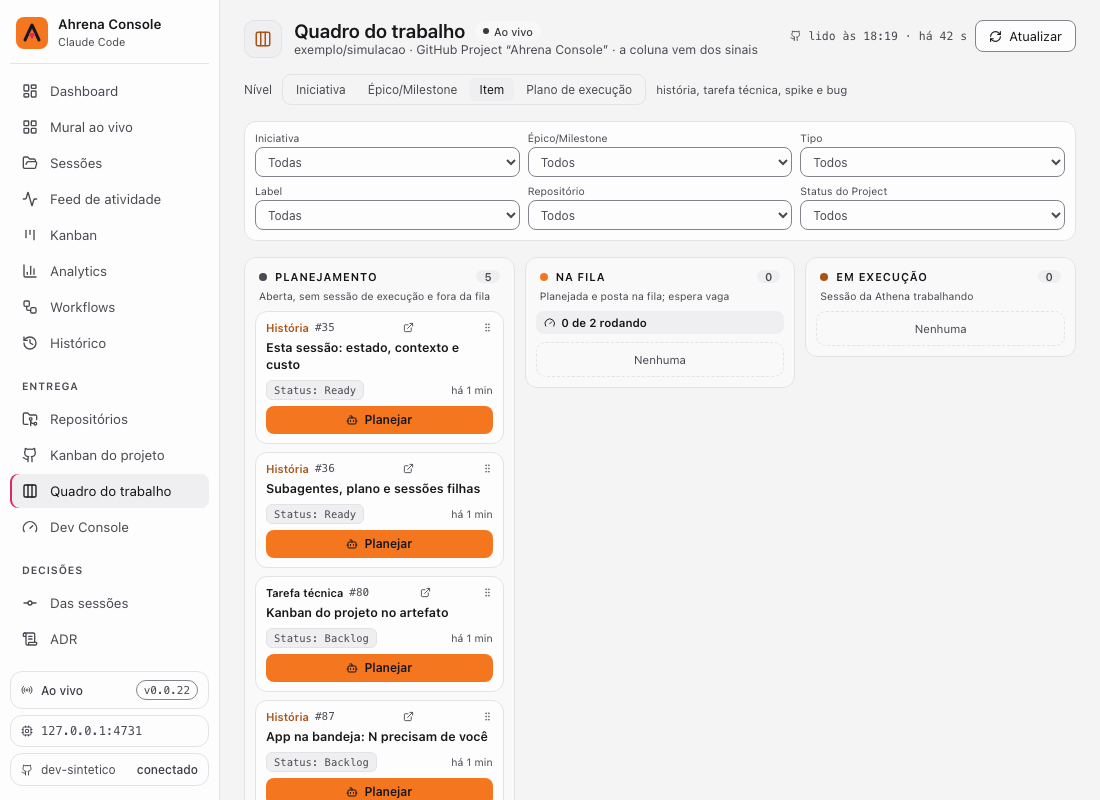 Ahrena Console
Claude Code
Dashboard
Mural ao vivo
Sessões
Feed de atividade
Kanban
Analytics
Workflows
Histórico
ENTREGA
Repositórios
Kanban do projeto
Quadro do trabalho
Dev Console
DECISÕES
Das sessões
ADR
Ao vivo v0.0.22
127.0.0.1:4731
dev-sintetico conectado
Quadro do trabalho Ao vivo
exemplo/simulacao · GitHub Project “Ahrena Console” · a coluna vem dos sinais
lido às 18:19 · há 42 s
Atualizar
Nível Iniciativa Épico/Milestone Item Plano de execução história, tarefa técnica, spike e bug
Iniciativa Épico/Milestone Tipo
Todas Todos Todos
Label Repositório Status do Project
Todas Todos Todos
PLANEJAMENTO 5
Aberta, sem sessão de execução e fora da fila
História #35
Esta sessão: estado, contexto e
custo
Status: Ready há 1 min
Planejar
História #36
Subagentes, plano e sessões filhas
Status: Ready há 1 min
Planejar
Tarefa técnica #80
Kanban do projeto no artefato
Status: Backlog há 1 min
Planejar
História #87
App na bandeja: N precisam de você
Status: Backlog há 1 min
Planejar
NA FILA 0
Planejada e posta na fila; espera vaga
0 de 2 rodando
Nenhuma
EM EXECUÇÃO 0
Sessão da Athena trabalhando
Nenhuma